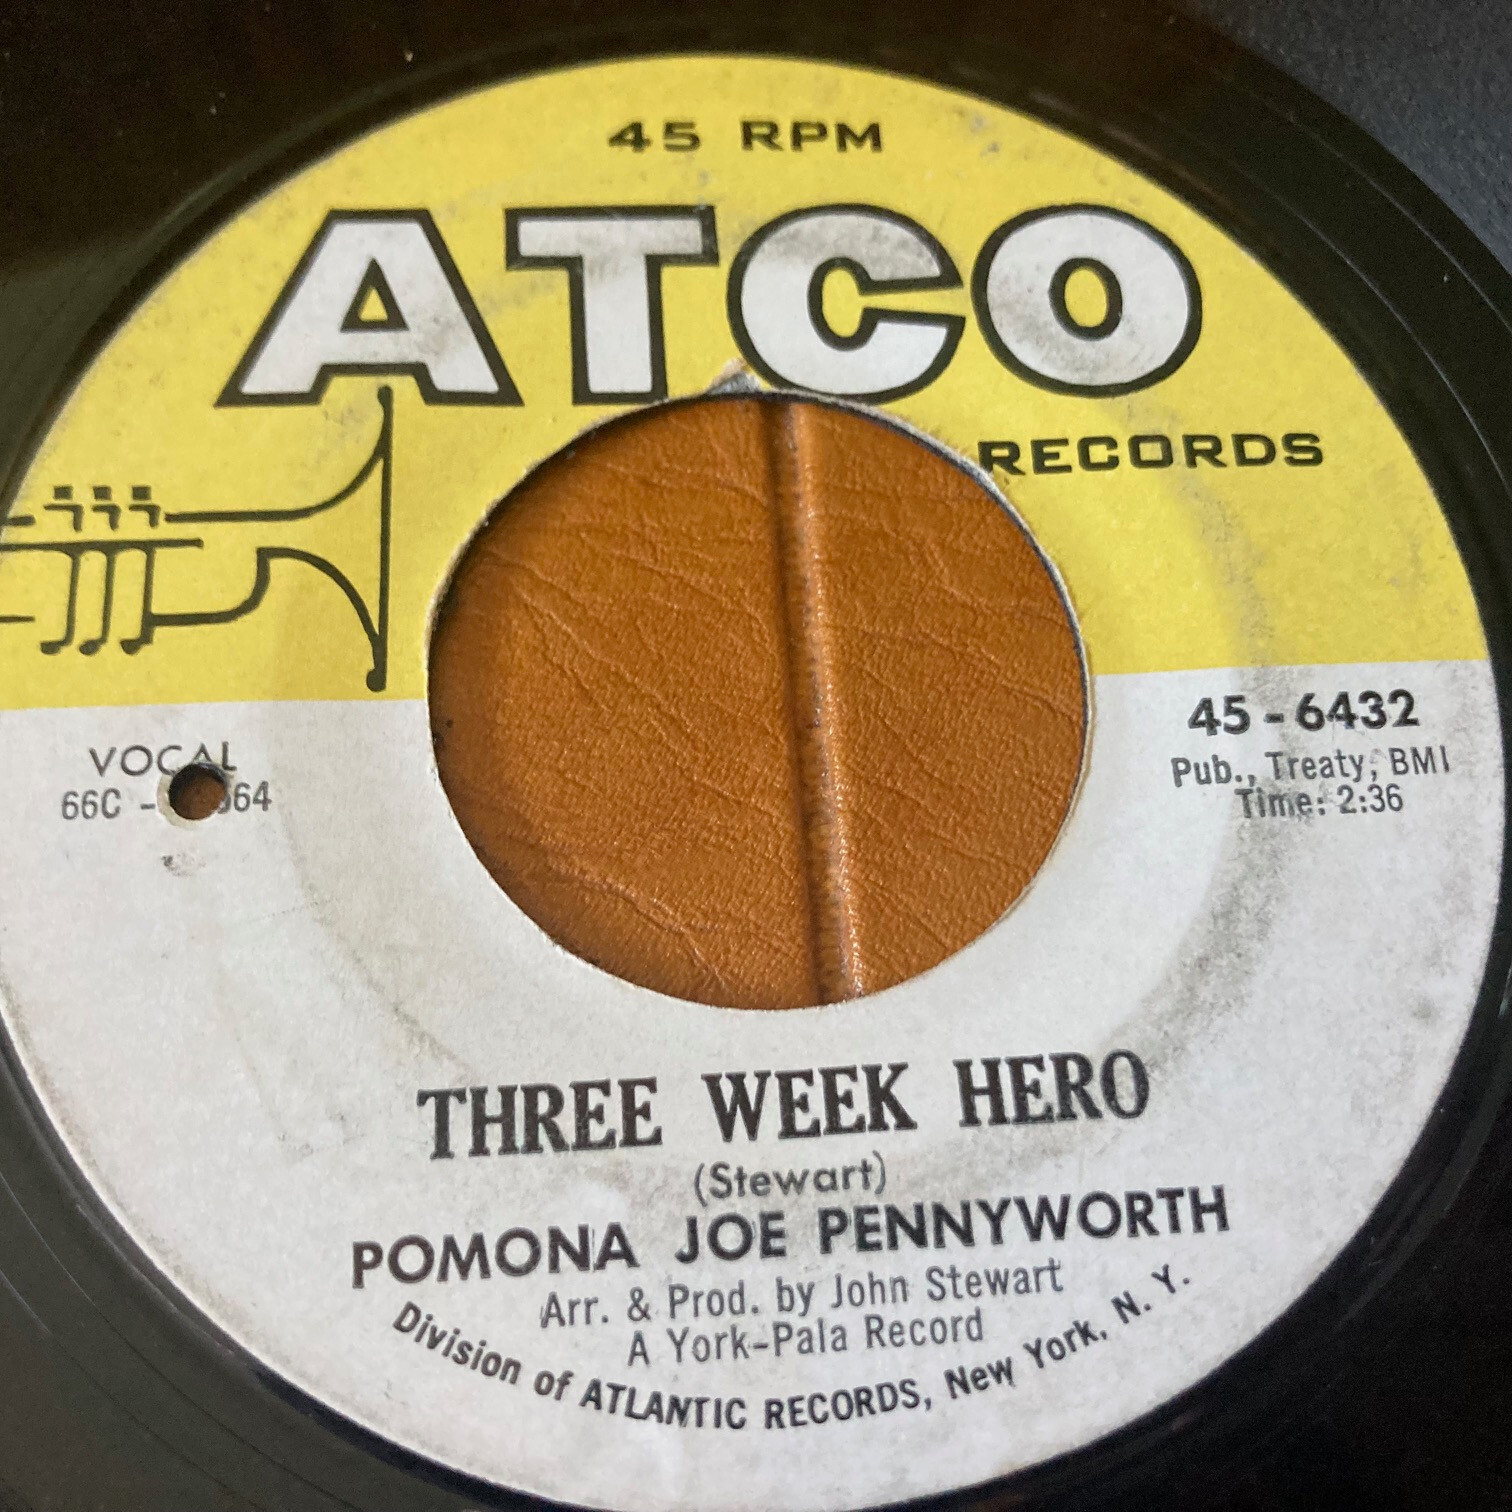 45 RPM
ATCO
RECORDS
VOCAL
66C -
45-6432
Pub., Treaty, BMI
Time: 2:36
THREE WEEK HERO
(Stewart)
POMONA JOE PENNYWORTH
Arr. & Prod. by John Stewart
A York-Pala Record
Division of ATLANTIC RECORDS, New York, N. Y.